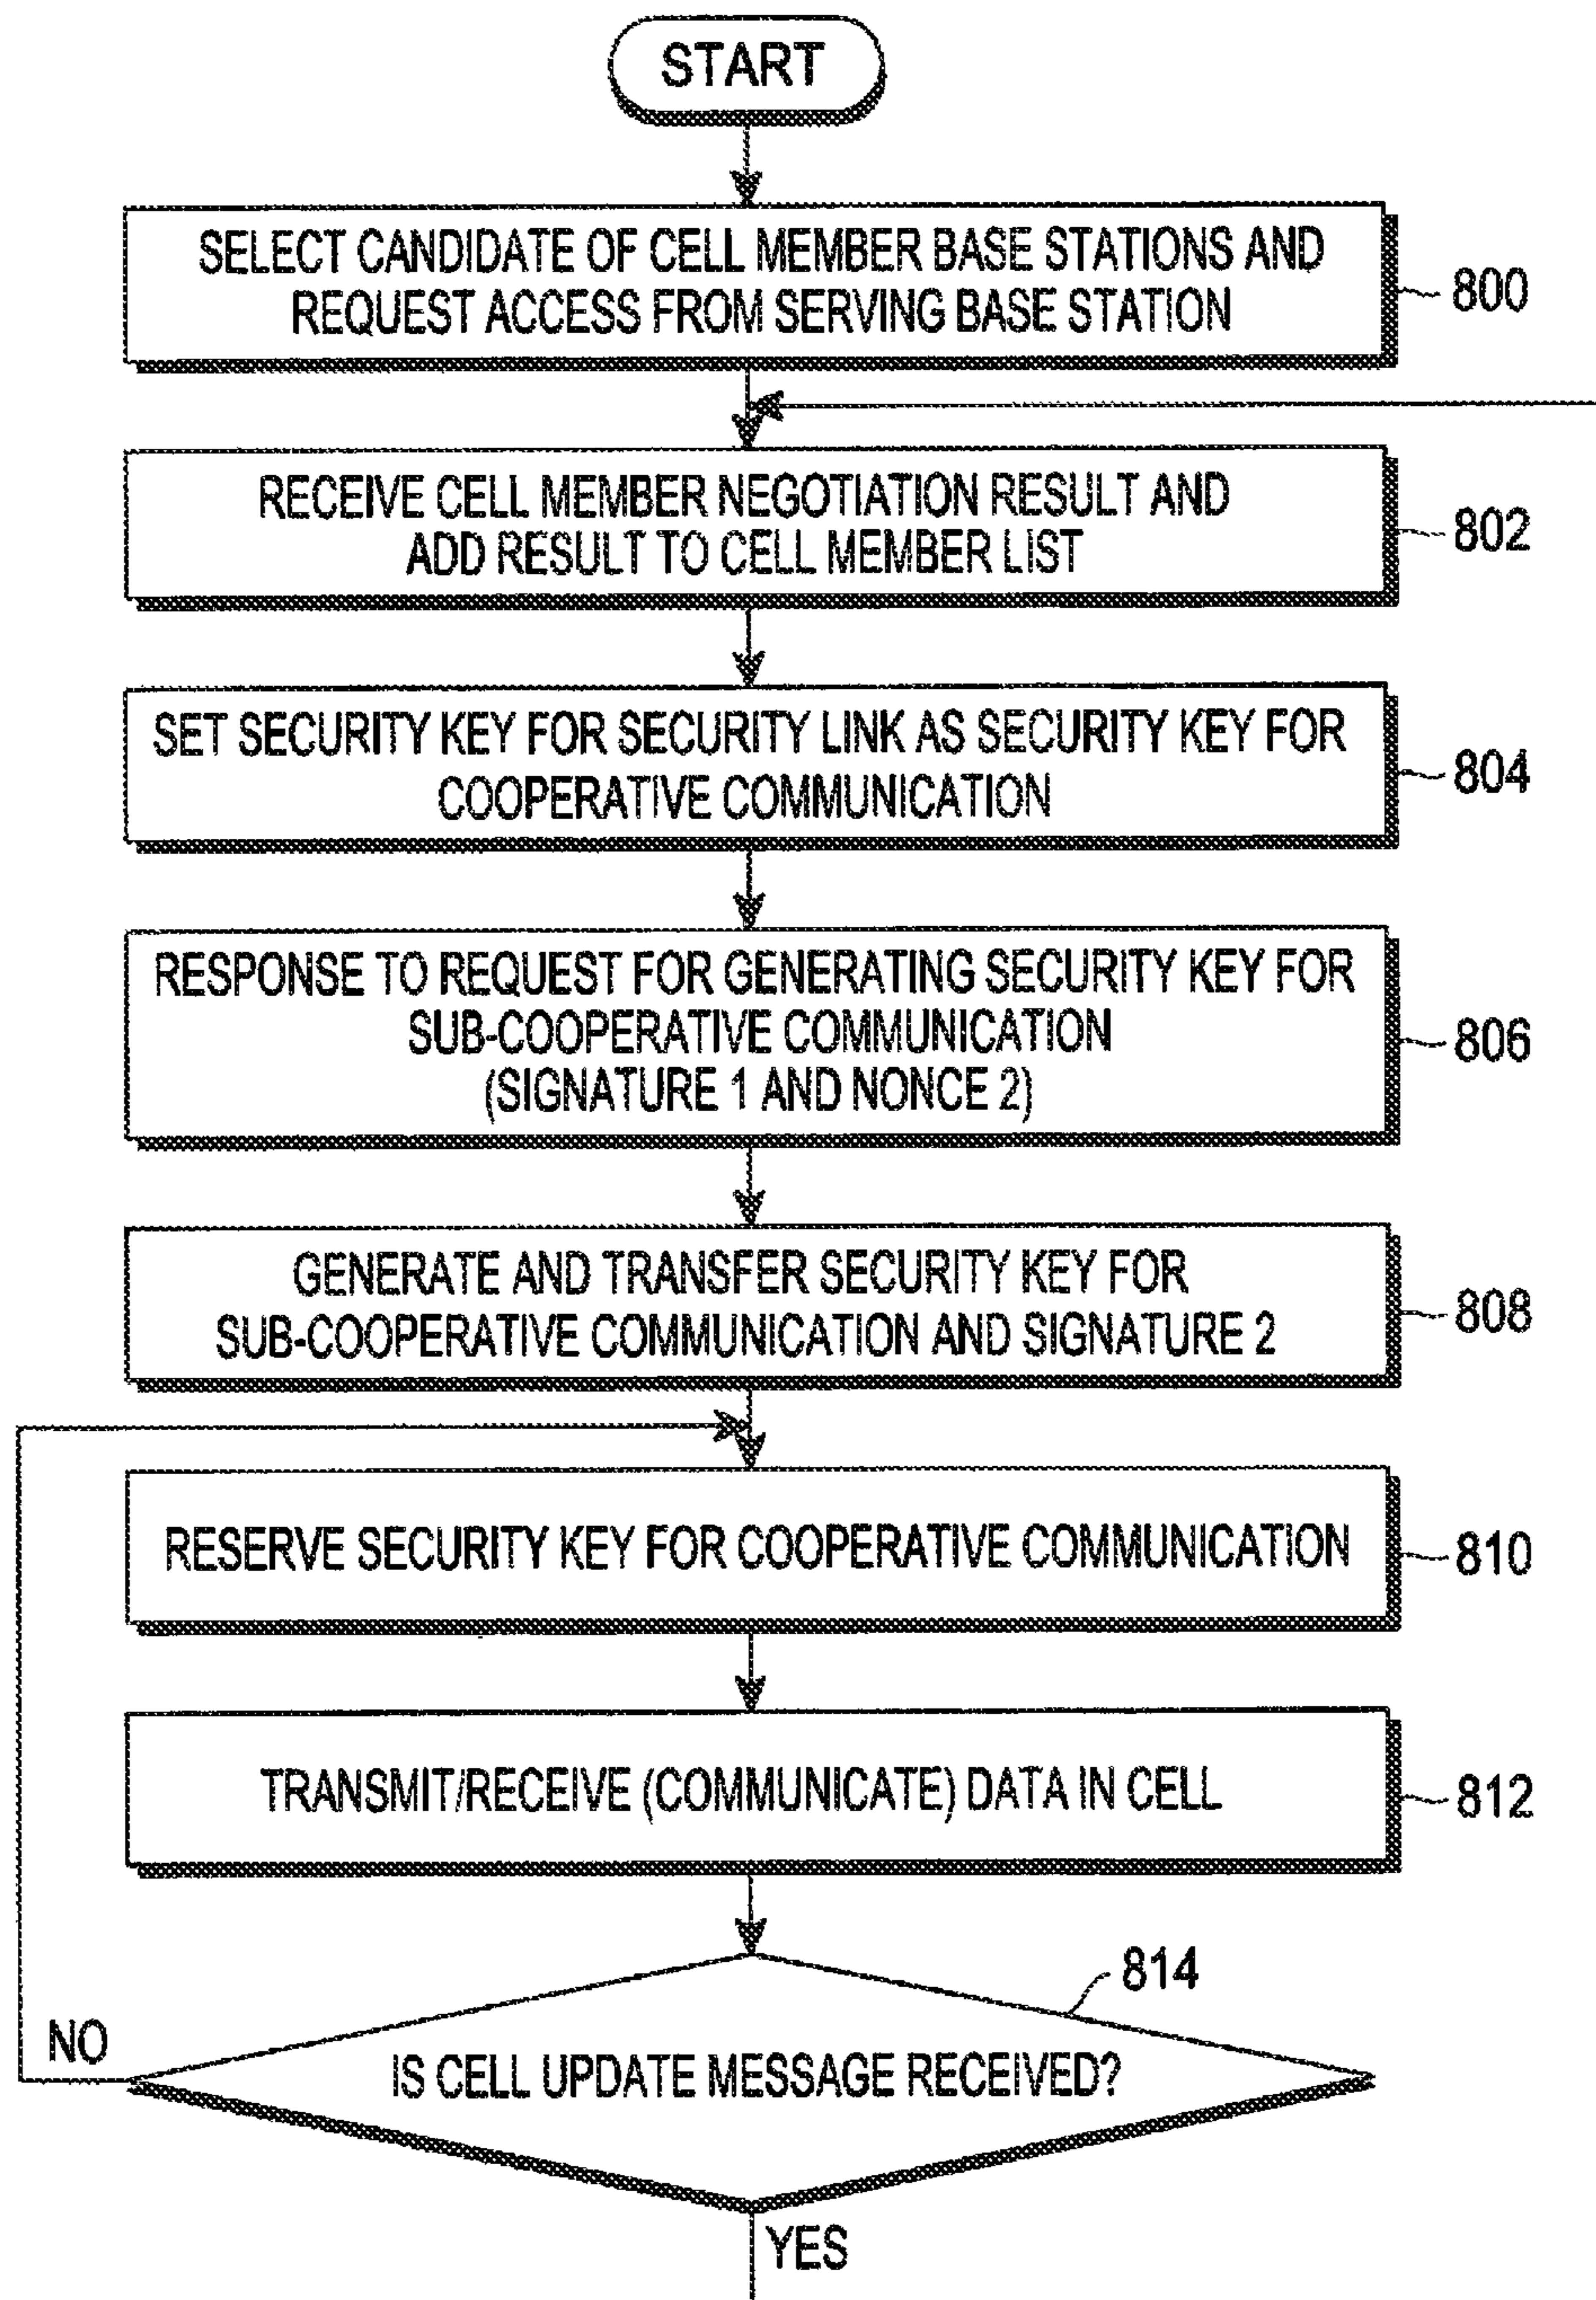 START
SELECT CANDIDATE OF CELL MEMBER BASE STATIONS AND
REQUEST ACCESS FROM SERVING BASE STATION
800
RECEIVE CELL MEMBER NEGOTIATION RESULT AND
ADD RESULT TO CELL MEMBER LIST
802
SET SECURITY KEY FOR SECURITY LINK AS SECURITY KEY FOR
COOPERATIVE COMMUNICATION
804
RESPONSE TO REQUEST FOR GENERATING SECURITY KEY FOR
SUB-COOPERATIVE COMMUNICATION
(SIGNATURE 1 AND NONCE 2)
806
GENERATE AND TRANSFER SECURITY KEY FOR
SUB-COOPERATIVE COMMUNICATION AND SIGNATURE 2
808
RESERVE SECURITY KEY FOR COOPERATIVE COMMUNICATION
810
TRANSMIT/RECEIVE (COMMUNICATE) DATA IN CELL
812
814
NO
IS CELL UPDATE MESSAGE RECEIVED?
YES